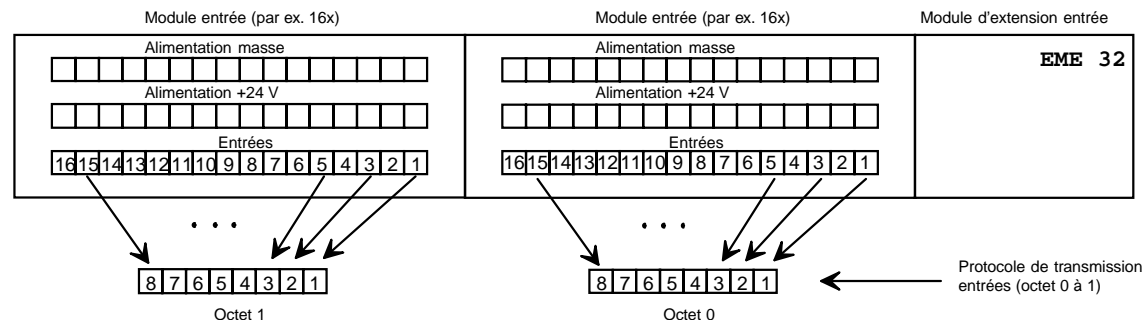 Module entrée (par ex. 16x) Module entrée (par ex. 16x) Module d'extension entrée
Alimentation masse Alimentation masse
EME 32
Alimentation +24 V Alimentation +24 V
Entrées Entrées
16 15 14 13 12 11 10 9 8 7 6 5 4 3 2 1 16 15 14 13 12 11 10 9 8 7 6 5 4 3 2 1
. . . . . .
8 7 6 5 4 3 2 1 8 7 6 5 4 3 2 1
Protocole de transmission
entrées (octet 0 à 1)
Octet 1 Octet 0